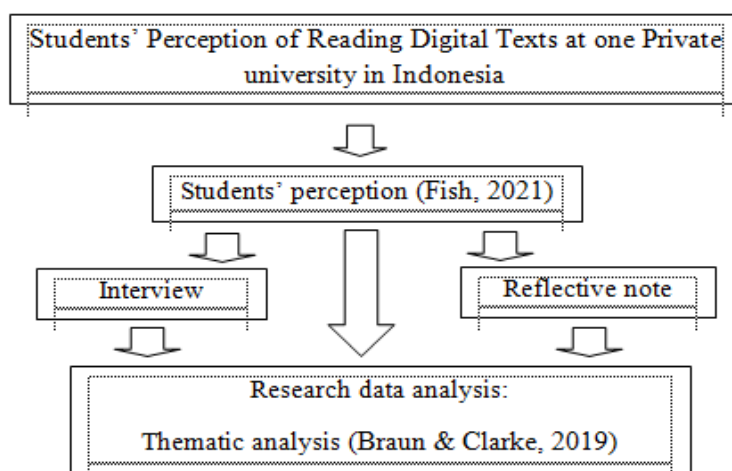 Students’ Perception of Reading Digital Texts at one Private
university in Indonesia
Students’ perception (Fish, 2021)
Interview
Reflective note
Research data analysis:
Thematic analysis (Braun & Clarke, 2019)